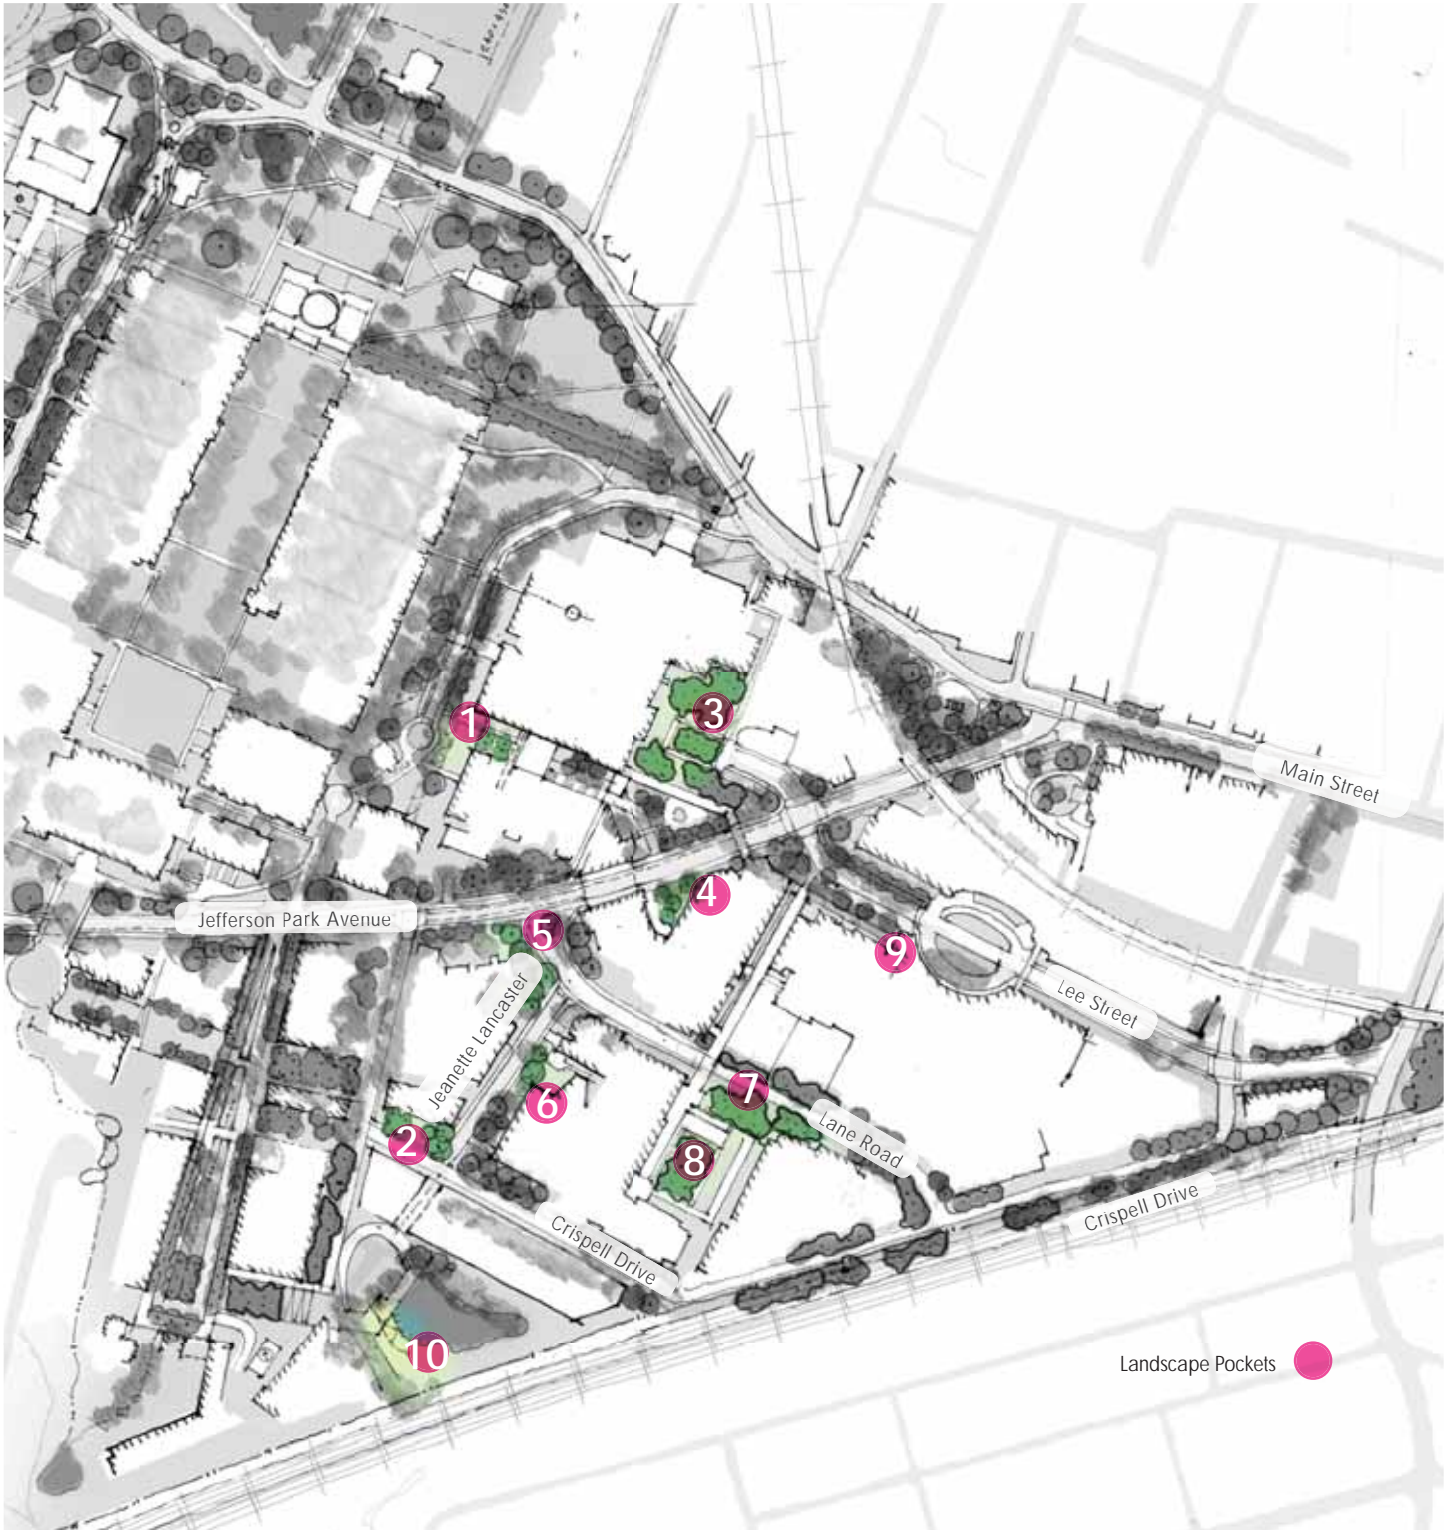 1
3
Main Street
4
Jefferson Park Avenue
5
9
Jeanette Lancaster
Lee Street
6
7
2
Lane Road
8
Crispell Drive
Crispell Drive
10
Landscape Pockets